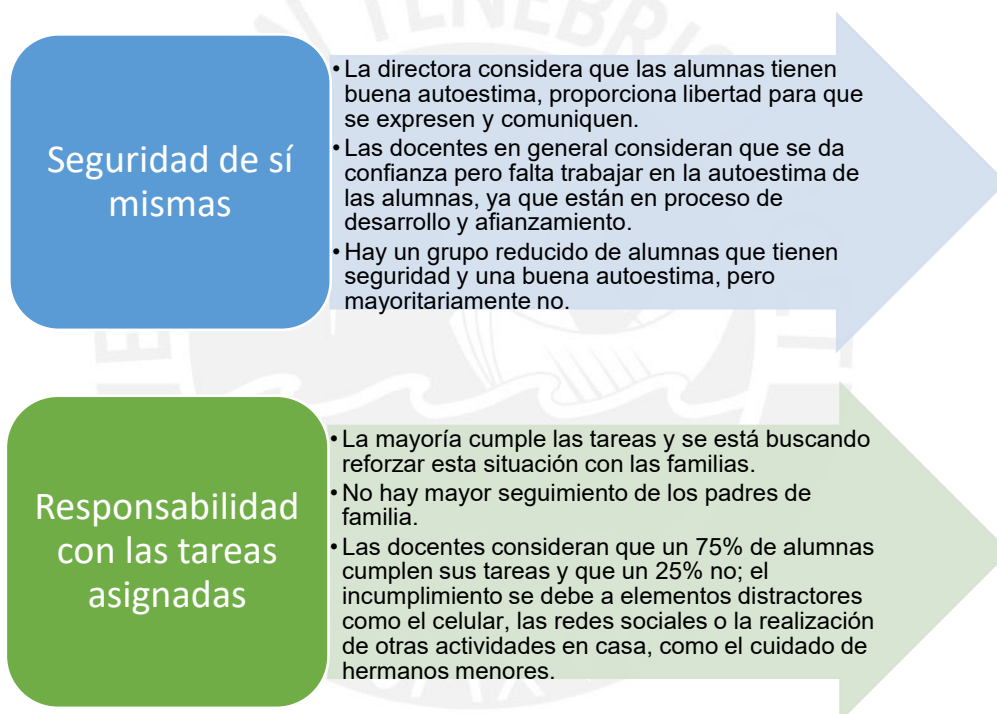 Seguridad de sí
mismas
• La directora considera que las alumnas tienen
buena autoestima, proporciona libertad para que
se expresen y comuniquen.
• Las docentes en general consideran que se da
confianza pero falta trabajar en la autoestima de
las alumnas, ya que están en proceso de
desarrollo y afianzamiento.
• Hay un grupo reducido de alumnas que tienen
seguridad y una buena autoestima, pero
mayoritariamente no.
Responsabilidad
con las tareas
asignadas
• La mayoría cumple las tareas y se está buscando
reforzar esta situación con las familias.
• No hay mayor seguimiento de los padres de
familia.
• Las docentes consideran que un 75% de alumnas
cumplen sus tareas y que un 25% no; el
incumplimiento se debe a elementos distractores
como el celular, las redes sociales o la realización
de otras actividades en casa, como el cuidado de
hermanos menores.